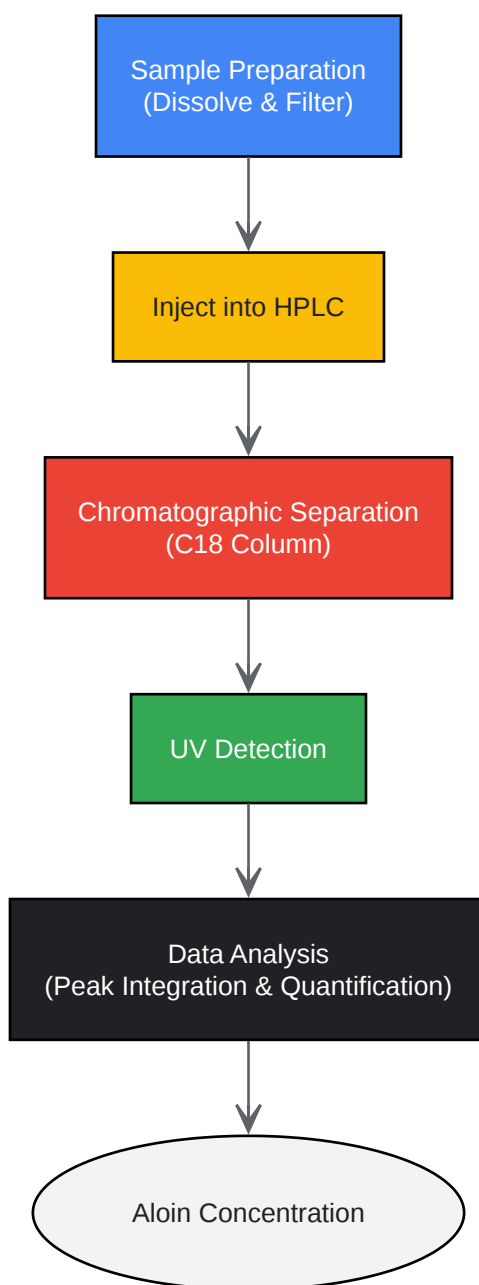 Sample Preparation
(Dissolve & Filter)
Inject into HPLC
Chromatographic Separation
(C18 Column)
UV Detection
Data Analysis
(Peak Integration & Quantification)
Aloin Concentration